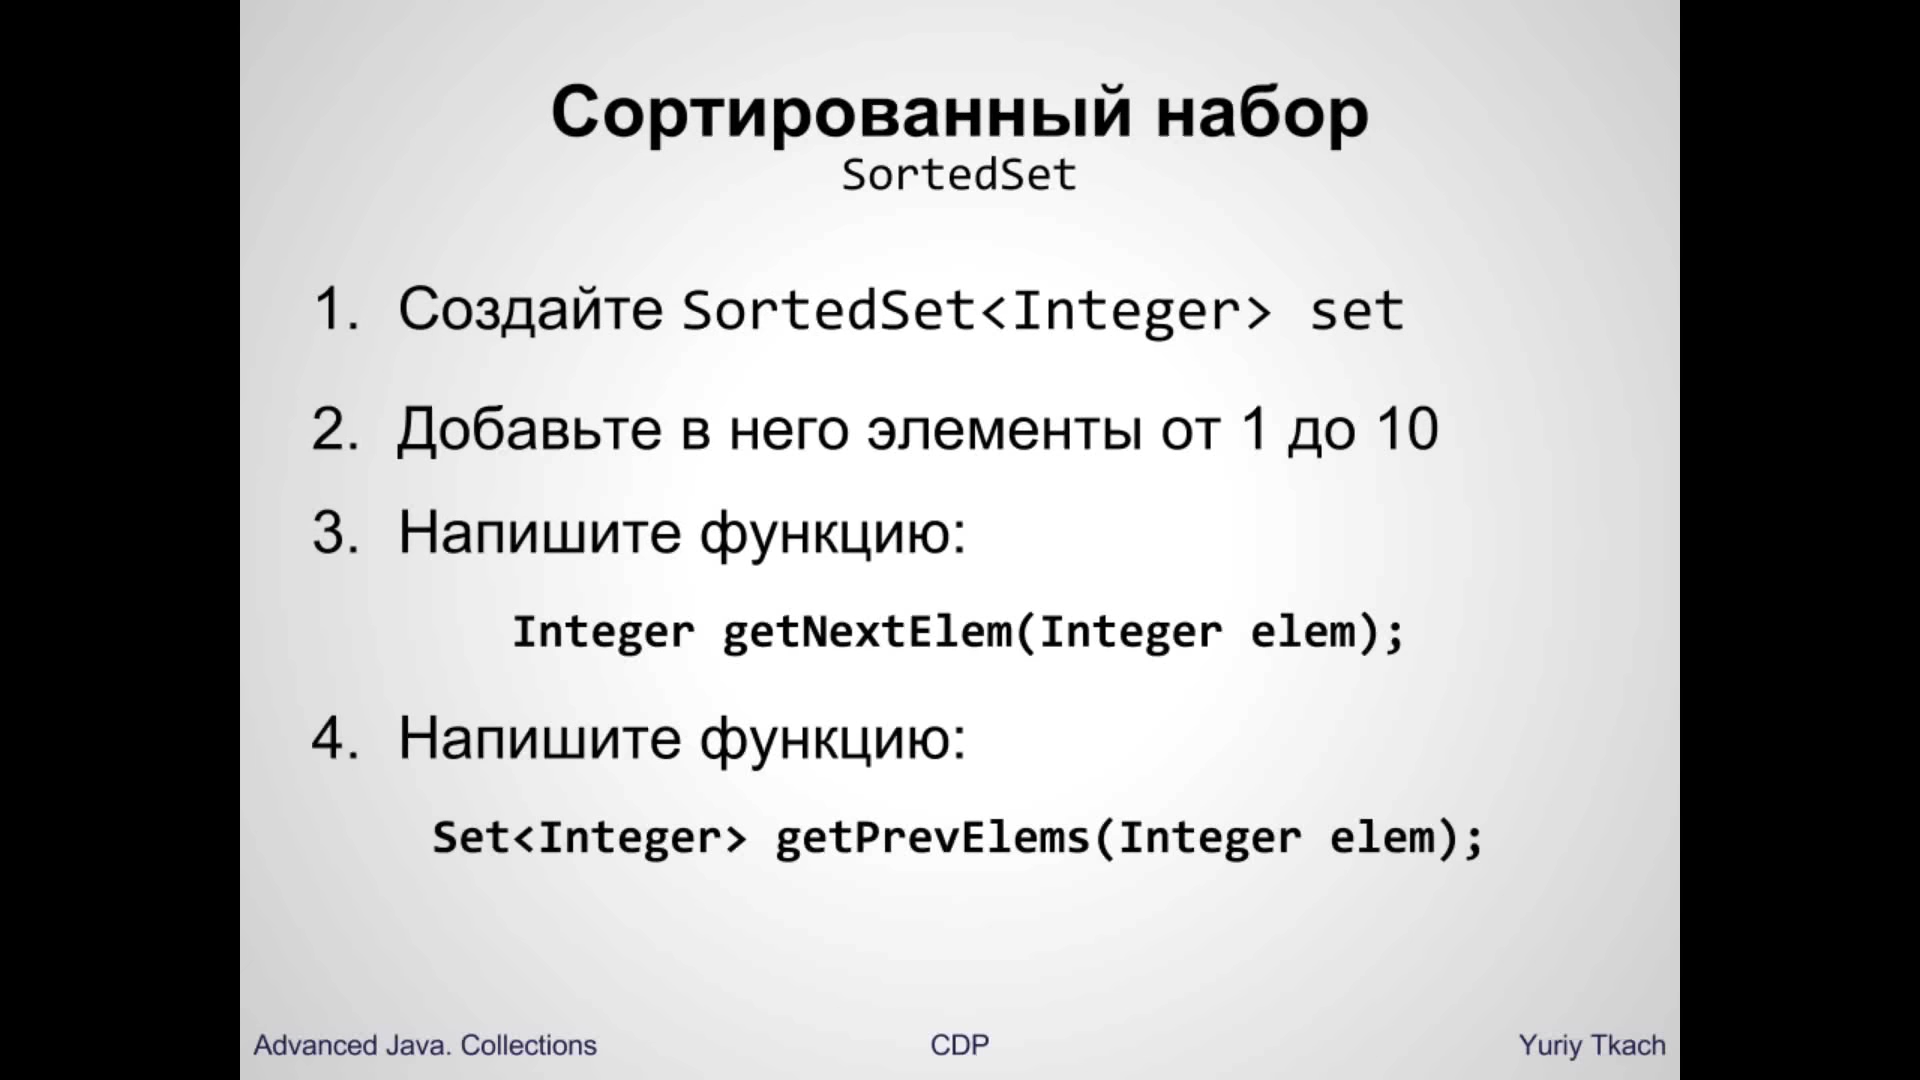 Сортированный набор
SortedSet
1. Создайте SortedSet<Integer> set
2. Добавьте в него элементы от 1 до 10
3. Напишите функцию:
Integer getNextElem(Integer elem);
4. Напишите функцию:
Set<Integer> getPrevElems(Integer elem);
Advanced Java. Collections
CDP
Yuriy Tkach